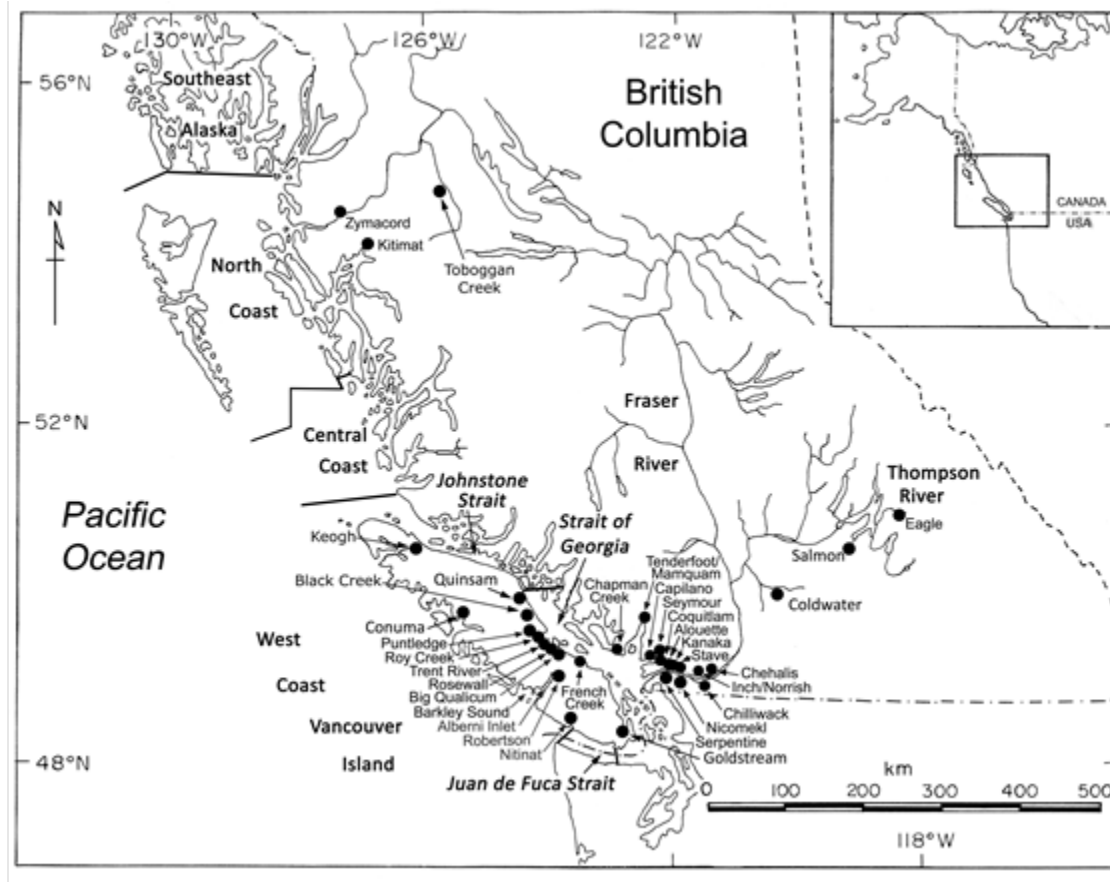 130°W
126°W
122°W
56°N
Southeast
Alaska
British
Columbia
CANADA
USA
N
Zymacord
Kitimat
Toboggan
Creek
North
Coast
52°N
Central
Coast
Fraser
River
Thompson
River
Eagle
Salmon
Coldwater
Pacific
Ocean
Johnstone
Strait
Strait of
Georgia
Keogh
Black Creek
Quinsam
Chapman
Creek
Tenderfoot/
Mamquam
Capilano
Seymour
Coquitlam
Alouette
Kanaka
Stave
Conuma
Puntledge
Roy Creek
Trent River
Rosewall
Big Qualicum
Barkley Sound
Alberni Inlet
Robertson
Nitinat
French
Creek
Chehalis
Inch/Norrish
Chilliwack
Nicomekl
Serpentine
Goldstream
West
Coast
Vancouver
Island
48°N
Juan de Fuca Strait
km
0 100 200 300 400 500
118°W